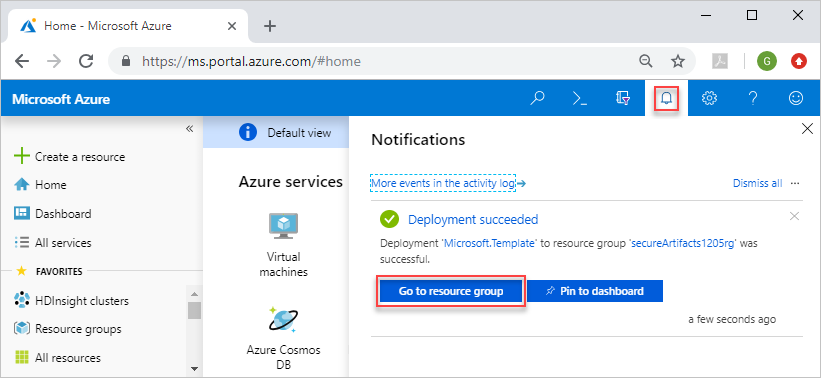 Home - Microsoft Azure
https://ms.portal.azure.com/#home
G
Microsoft Azure
Create a resource
Home
Dashboard
All services
FAVORITES
HDInsight clusters
Resource groups
All resources
Default view
Azure services
Virtual
machines
Azure Cosmos
DB
Notifications
More events in the activity log
Dismiss all
Deployment succeeded
Deployment 'Microsoft.Template' to resource group 'secureArtifacts1205rg' was
successful.
Go to resource group
Pin to dashboard
a few seconds ago